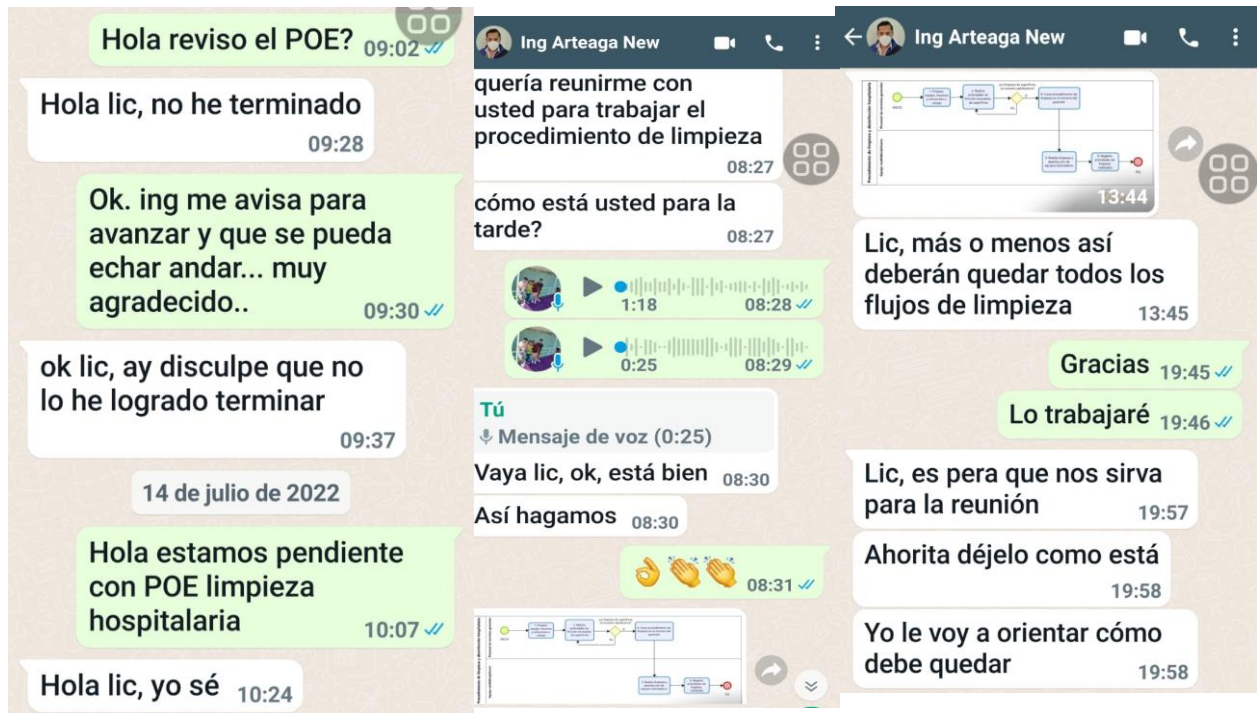 Hola reviso el POE? 09:02
Hola lic, no he terminado
09:28
Ok. ing me avisa para
avanzar y que se pueda
echar andar... muy
agradecido.. 09:30
ok lic, ay disculpe que no
lo he logrado terminar
09:37
14 de julio de 2022
Hola estamos pendiente
con POE limpieza
hospitalaria 10:07
Hola lic, yo sé 10:24
Ing Arteaga New
quería reunirme con
usted para trabajar el
procedimiento de limpieza
08:27
cómo está usted para la
tarde? 08:27
1:18 08:28
0:25 08:29
Tú
Mensaje de voz (0:25)
Vaya lic, ok, está bien 08:30
Así hagamos 08:30
08:31
Ing Arteaga New
13:44
Lic, más o menos así
deberán quedar todos los
flujos de limpieza 13:45
Gracias 19:45
Lo trabajaré 19:46
Lic, es pera que nos sirva
para la reunión 19:57
Ahorita déjelo como está
19:58
Yo le voy a orientar cómo
debe quedar 19:58